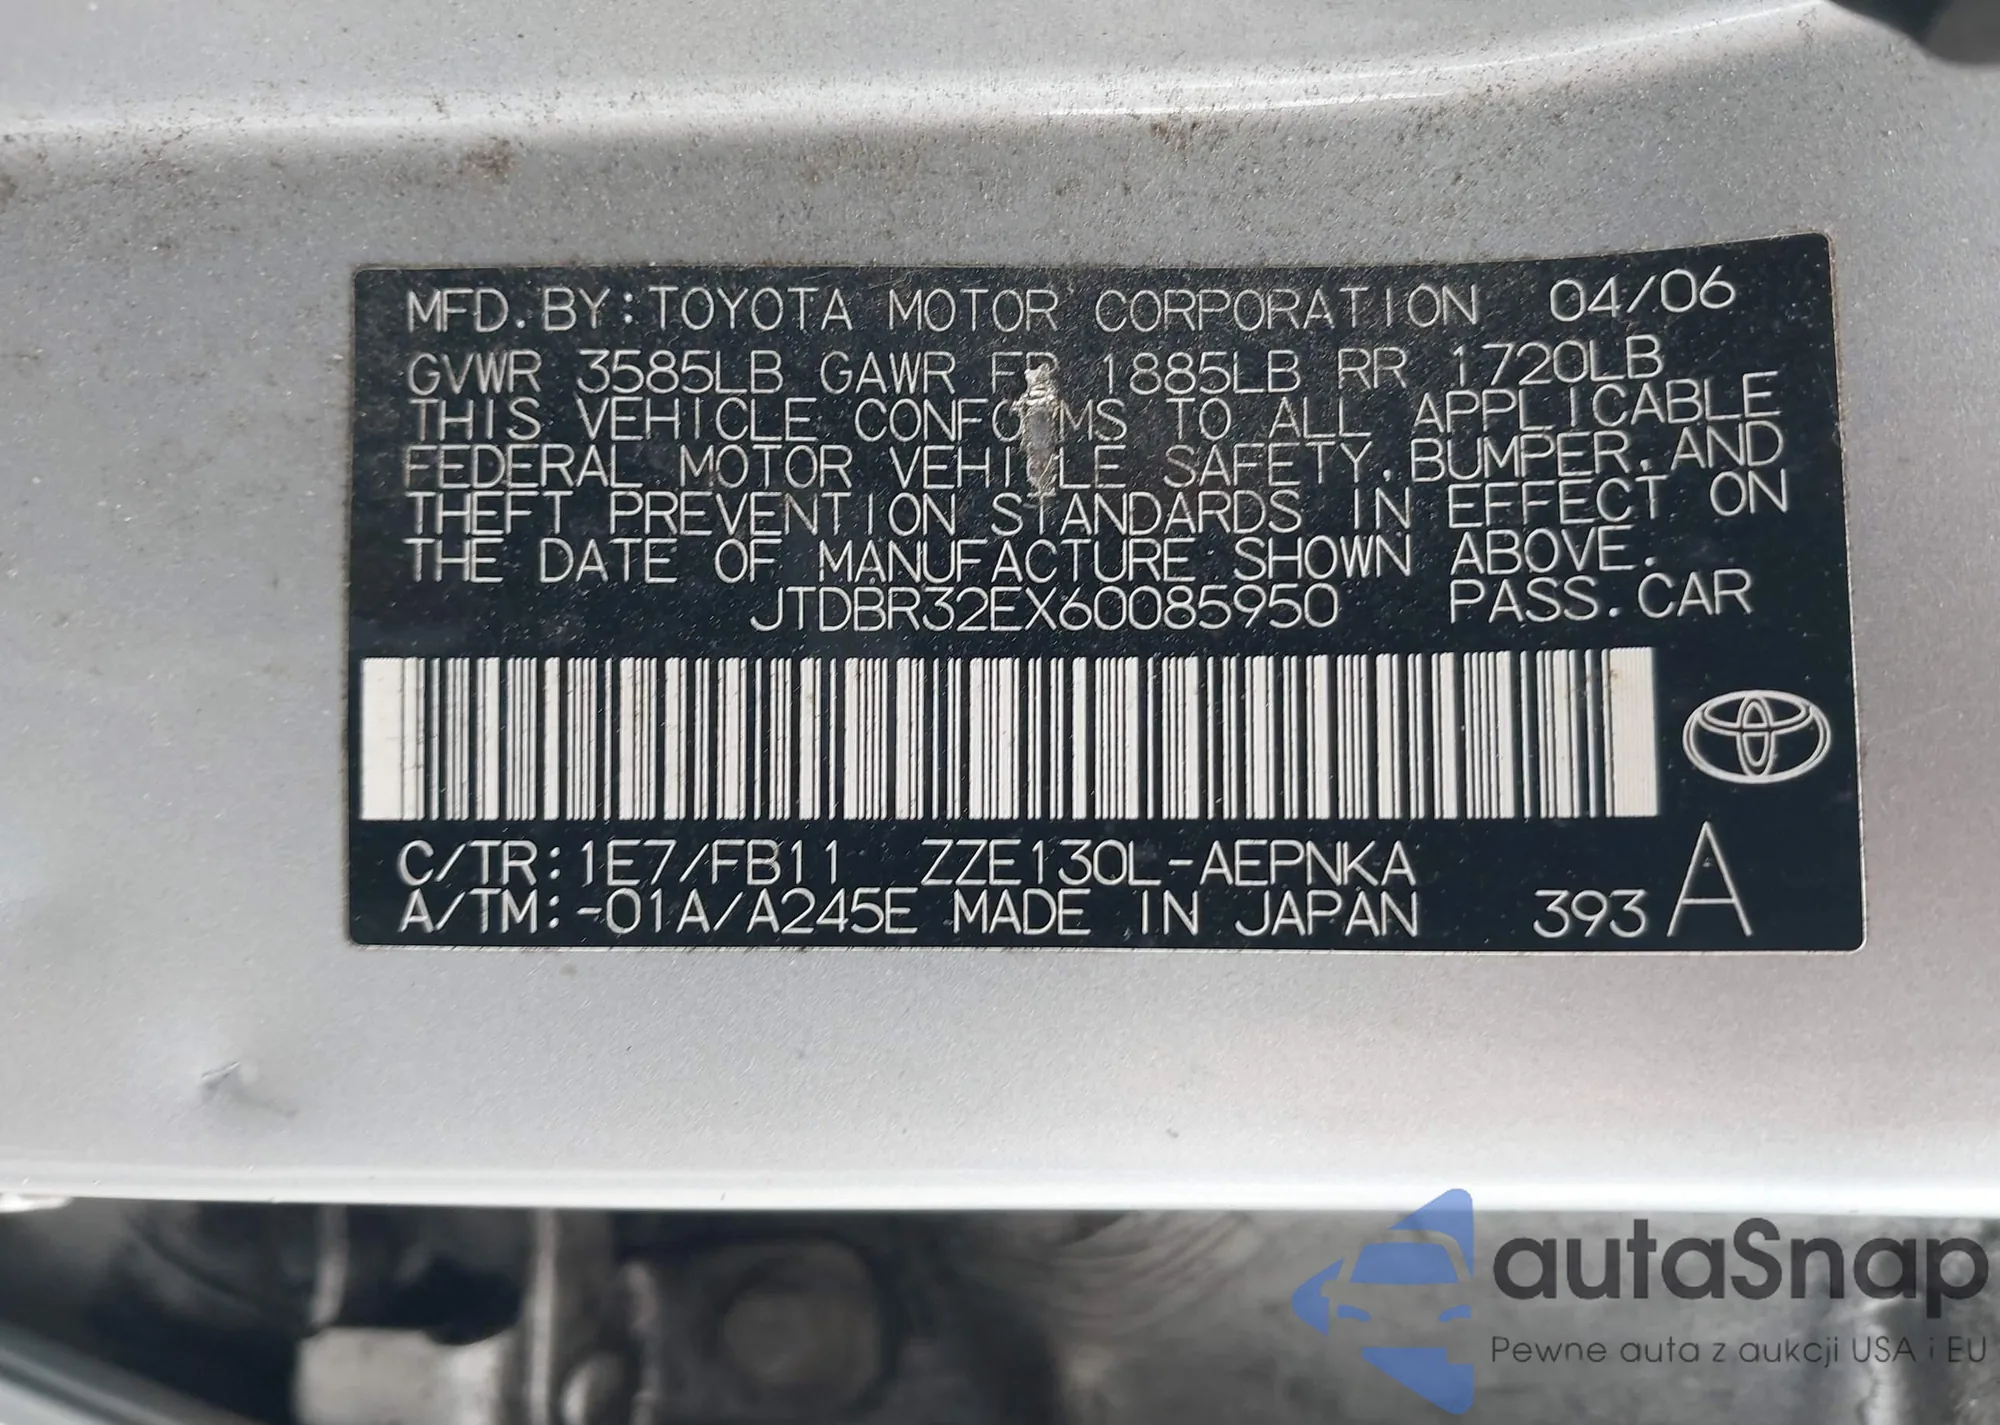 MFD. BY: TOYOTA MOTOR CORPORATION 04/06
GVWR 3585LB GAWR FR 1885LB RR 1720LB
THIS VEHICLE CONFORMS TO ALL APPLICABLE
FEDERAL MOTOR VEHICLE SAFETY, BUMPER, AND
THEFT PREVENTION STANDARDS IN EFFECT ON
THE DATE OF MANUFACTURE SHOWN ABOVE.
JTDBR32EX60085950 PASS. CAR
C/TR: 1E7/FB11 ZZE130L-AEPNKA
A/TM: -01A/A245E MADE IN JAPAN 393 A
autaSnap
Pewne auta z aukcji USA i EU